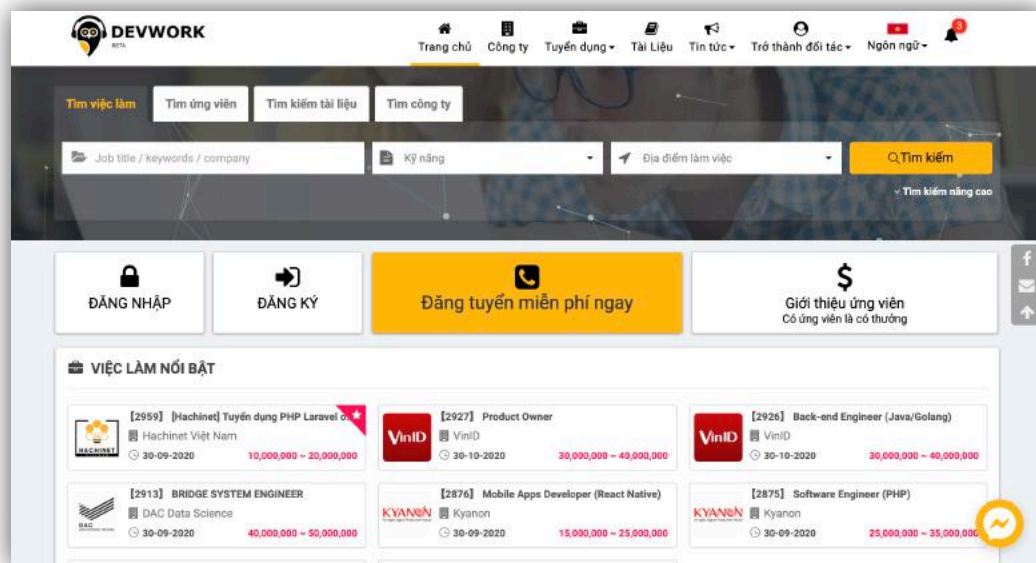 DEVWORK
BETA
Trang chủ Công ty Tuyển dụng Tài Liệu Tin tức Trở thành đối tác Ngôn ngữ 3
Tìm việc làm Tìm ứng viên Tìm kiếm tài liệu Tìm công ty
Job title / keywords / company Kỹ năng Địa điểm làm việc Tìm kiếm
Tìm kiếm nâng cao
ĐĂNG NHẬP ĐĂNG KÝ Đăng tuyển miễn phí ngay Giới thiệu ứng viên
Có ứng viên là có thưởng
VIỆC LÀM NỔI BẬT
HACHINET
[2959] [Hachinet] Tuyển dụng PHP Laravel o...
Hachinet Việt Nam
30-09-2020 10,000,000 ~ 20,000,000
VinID
[2927] Product Owner
VinID
30-10-2020 30,000,000 ~ 40,000,000
VinID
[2926] Back-end Engineer (Java/Golang)
VinID
30-10-2020 30,000,000 ~ 40,000,000
DAC
[2913] BRIDGE SYSTEM ENGINEER
DAC Data Science
30-09-2020 40,000,000 ~ 50,000,000
KYANON
[2876] Mobile Apps Developer (React Native)
Kyanon
30-09-2020 15,000,000 ~ 25,000,000
KYANON
[2875] Software Engineer (PHP)
Kyanon
30-09-2020 25,000,000 ~ 35,000,000